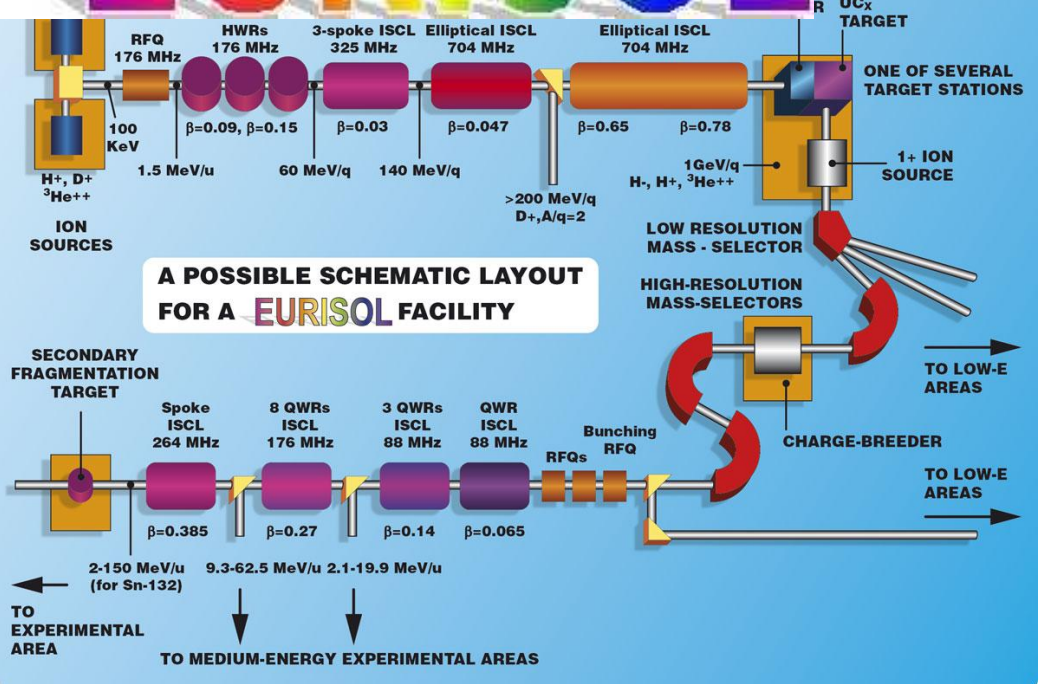 UCx
TARGET
RFQ
176 MHz
HWRs
176 MHz
3-spoke ISCL
325 MHz
Elliptical ISCL
704 MHz
Elliptical ISCL
704 MHz
ONE OF SEVERAL
TARGET STATIONS
100
KeV
β=0.09, β=0.15
β=0.03
β=0.047
β=0.65
β=0.78
1.5 MeV/u
60 MeV/q
140 MeV/q
>200 MeV/q
D+,A/q=2
1GeV/q
H-, H+, ³He++
1+ ION
SOURCE
H+, D+
³He++
ION
SOURCES
LOW RESOLUTION
MASS - SELECTOR
A POSSIBLE SCHEMATIC LAYOUT
FOR A EURISOL FACILITY
HIGH-RESOLUTION
MASS-SELECTORS
TO LOW-E
AREAS
CHARGE-BREEDER
SECONDARY
FRAGMENTATION
TARGET
Spoke
ISCL
264 MHz
8 QWRs
ISCL
176 MHz
3 QWRs
ISCL
88 MHz
QWR
ISCL
88 MHz
RFQs
Bunching
RFQ
TO LOW-E
AREAS
β=0.385
β=0.27
β=0.14
β=0.065
2-150 MeV/u
(for Sn-132)
9.3-62.5 MeV/u
2.1-19.9 MeV/u
TO
EXPERIMENTAL
AREA
TO MEDIUM-ENERGY EXPERIMENTAL AREAS